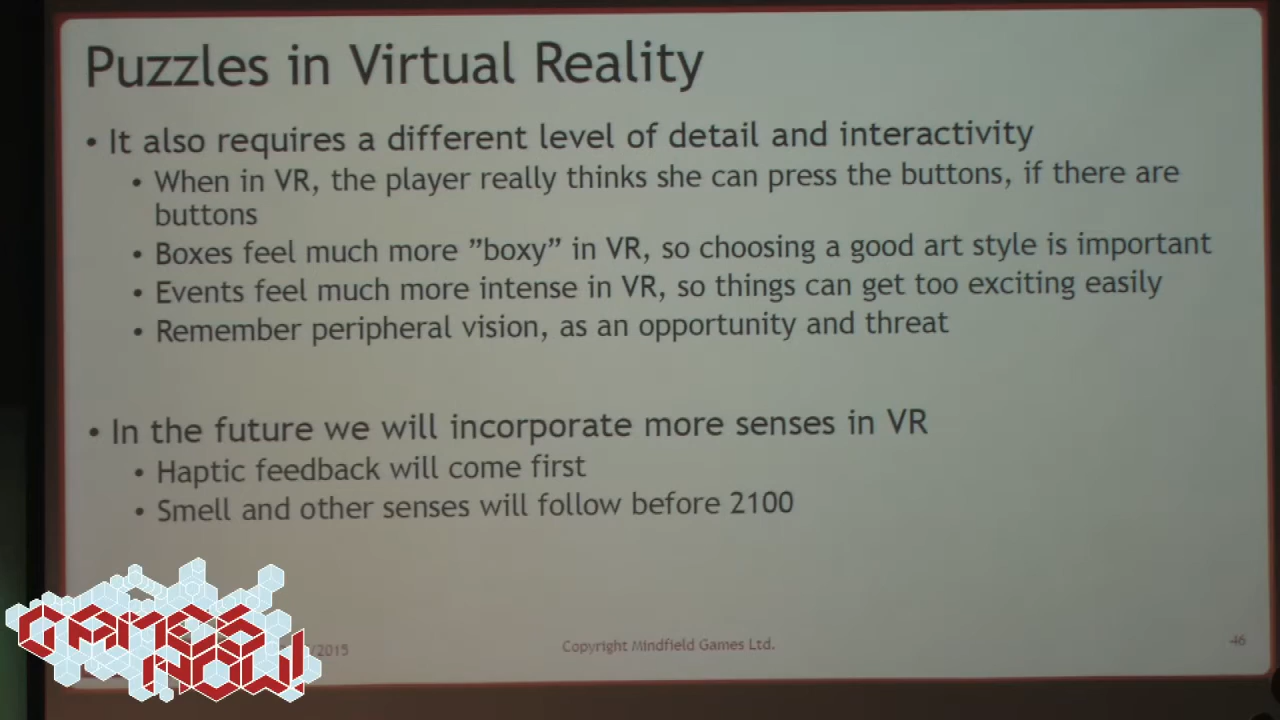 Puzzles in Virtual Reality
• It also requires a different level of detail and interactivity
• When in VR, the player really thinks she can press the buttons, if there are
buttons
• Boxes feel much more ”boxy” in VR, so choosing a good art style is important
• Events feel much more intense in VR, so things can get too exciting easily
• Remember peripheral vision, as an opportunity and threat
• In the future we will incorporate more senses in VR
• Haptic feedback will come first
• Smell and other senses will follow before 2100
GAMES
NOW!
/2015
Copyright Mindfield Games Ltd.
46